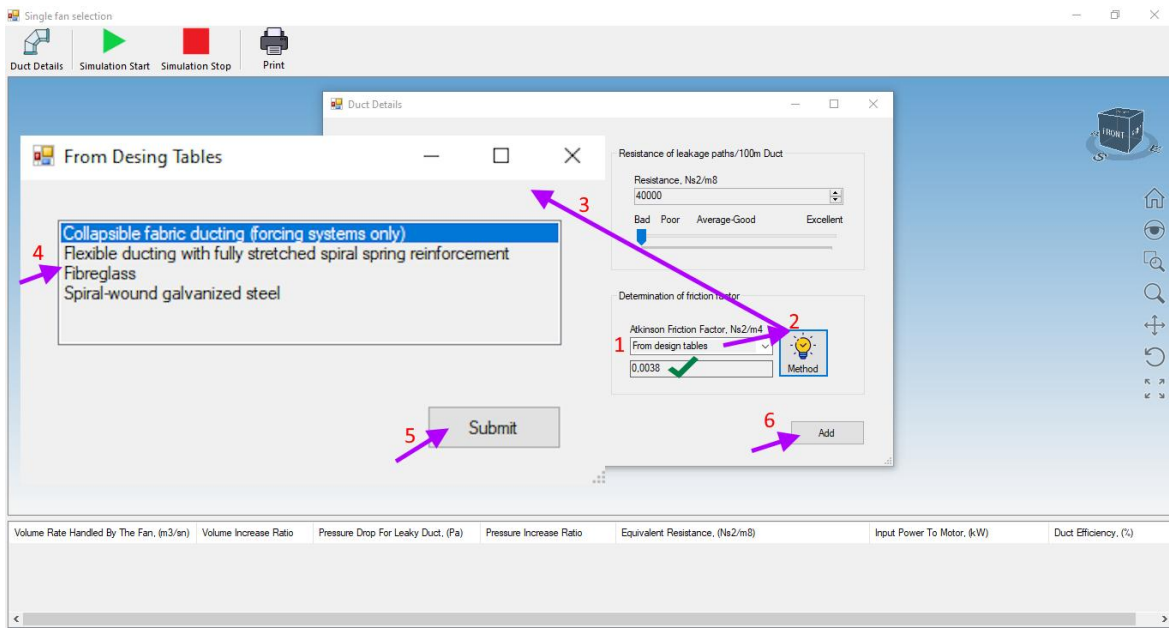 Single fan selection
Duct Details Simulation Start Simulation Stop Print
Duct Details
FRONT
S
E
From Desing Tables
Collapsible fabric ducting (forcing systems only)
Flexible ducting with fully stretched spiral spring reinforcement
Fibreglass
Spiral-wound galvanized steel
4
Submit
5
3
Resistance of leakage paths/100m Duct
Resistance, Ns2/m8
40000
Bad Poor Average-Good Excellent
Determination of friction factor
Atkinson Friction Factor, Ns2/m4
2
1 From design tables
0,0038
Method
6
Add
Volume Rate Handled By The Fan, (m3/sn) Volume Increase Ratio Pressure Drop For Leaky Duct, (Pa) Pressure Increase Ratio Equivalent Resistance, (Ns2/m8) Input Power To Motor, (kW) Duct Efficiency, (%)